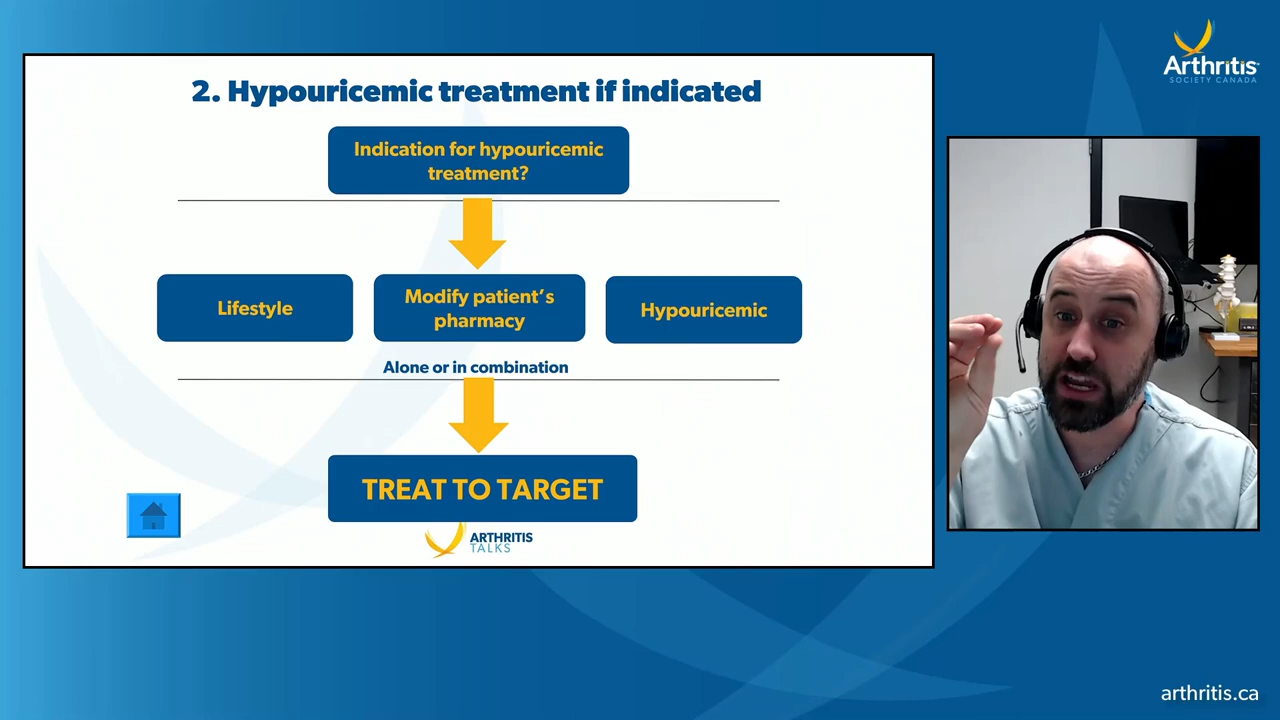 2. Hypouricemic treatment if indicated
Indication for hypouricemic
treatment?
Lifestyle
Modify patient's
pharmacy
Hypouricemic
Alone or in combination
TREAT TO TARGET
ARTHRITIS
TALKS
Arthritis
SOCIETY CANADA
arthritis.ca